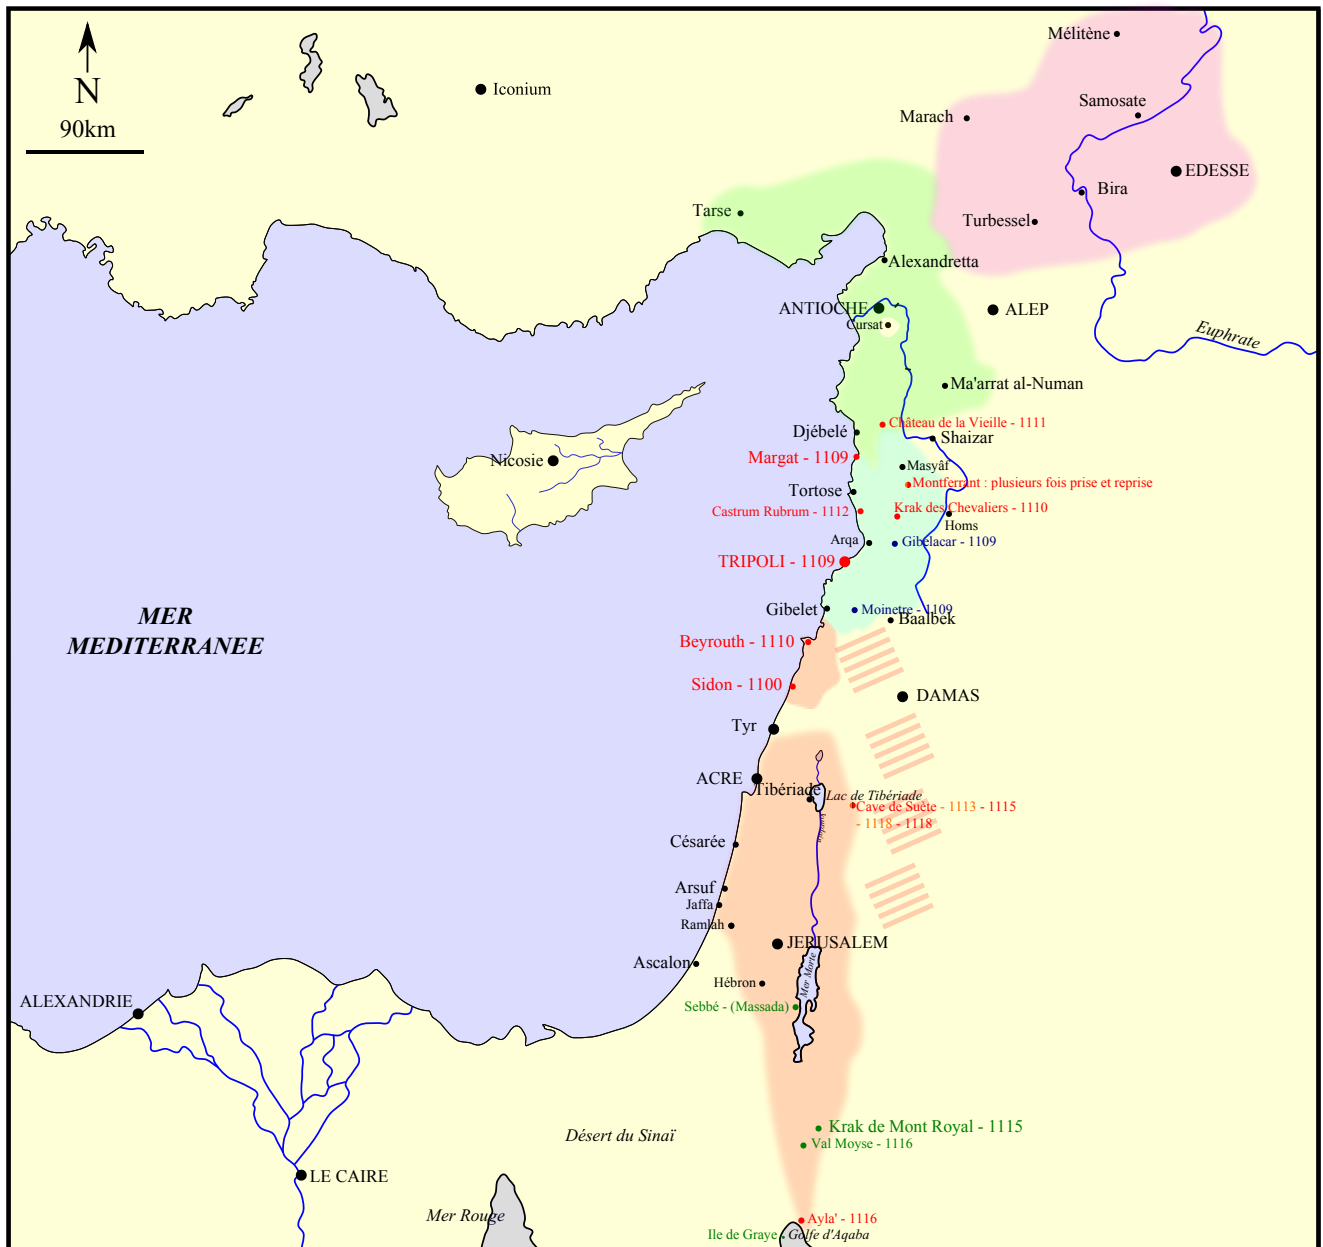 Mélitène
N
Iconium
90km
Samosate
Marach
EDESSE
Bira
Tarse
Turbessel
Alexandretta
ANTIOCHE
ALEP
Cursat
Euphrate
Ma'arrat al-Numan
Château de la Vieille - 1111
Djébelé
Shaizar
Margat - 1109
Nicosie
Masyâf
Montferrant : plusieurs fois prise et reprise
Tortose
Castrum Rubrum - 1112
Krak des Chevaliers - 1110
Homs
Arqa
Gibelacar - 1109
TRIPOLI - 1109
Gibelet
Moinetre - 1109
MER
MEDITERRANEE
Baalbek
Beyrouth - 1110
Sidon - 1100
DAMAS
Tyr
ACRE
Tibériade
Lac de Tibériade
Cave de Suète - 1113 - 1115
- 1118 - 1118
Jourdain
Césarée
Arsuf
Jaffa
Ramlah
JERUSALEM
Ascalon
Mer Morte
Hébron
ALEXANDRIE
Sebbé - (Massada)
Krak de Mont Royal - 1115
Désert du Sinaï
Val Moyse - 1116
LE CAIRE
Mer Rouge
Ayla' - 1116
Ile de Graye
Golfe d'Aqaba